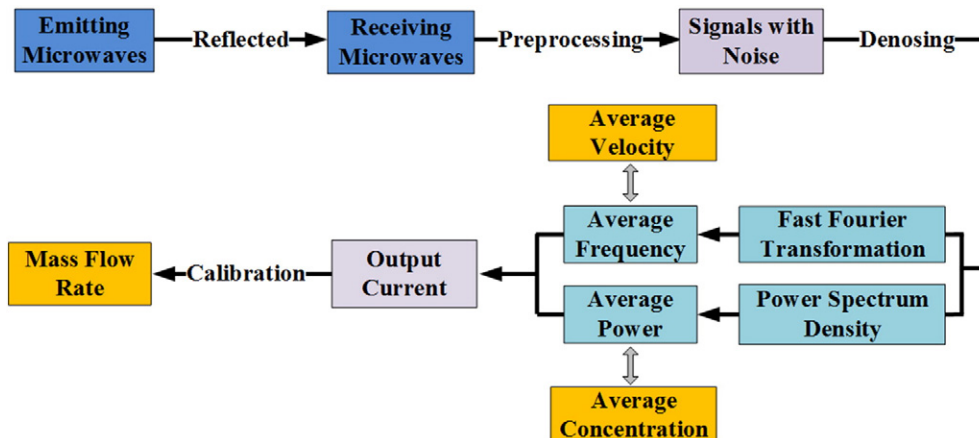 Emitting
Microwaves
Reflected
Receiving
Microwaves
Preprocessing
Signals with
Noise
Denosing
Average
Velocity
Average
Frequency
Fast Fourier
Transformation
Mass Flow
Rate
Calibration
Output
Current
Average
Power
Power Spectrum
Density
Average
Concentration